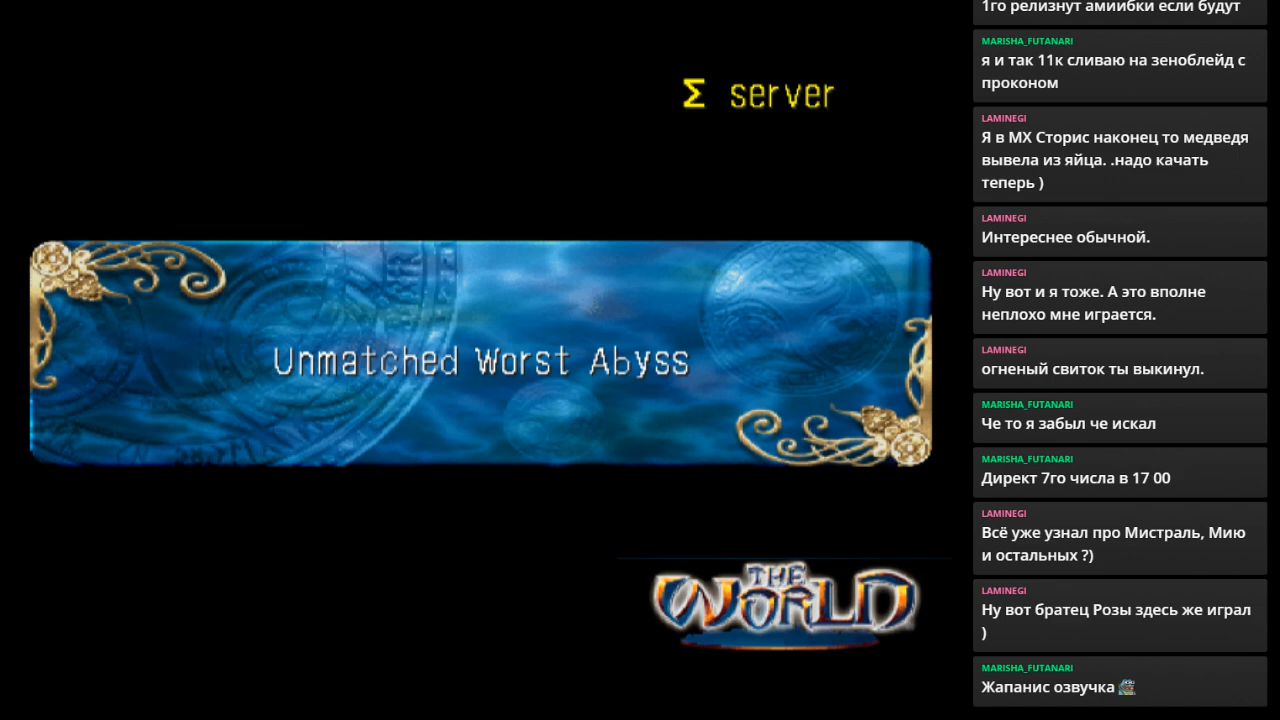 Σ server
Unmatched Worst Abyss
THE
WORLD
1го релизнут амиибки если будут
MARISHA_FUTANARI
я и так 11к сливаю на зеноблейд с
проконом
LAMINEGI
Я в МХ Сторис наконец то медведя
вывела из яйца. .надо качать
теперь )
LAMINEGI
Интереснее обычной.
LAMINEGI
Ну вот и я тоже. А это вполне
неплохо мне играется.
LAMINEGI
огненый свиток ты выкинул.
MARISHA_FUTANARI
Че то я забыл че искал
MARISHA_FUTANARI
Директ 7го числа в 17 00
LAMINEGI
Всё уже узнал про Мистраль, Мию
и остальных ?)
LAMINEGI
Ну вот братец Розы здесь же играл
)
MARISHA_FUTANARI
Жапанис озвучка